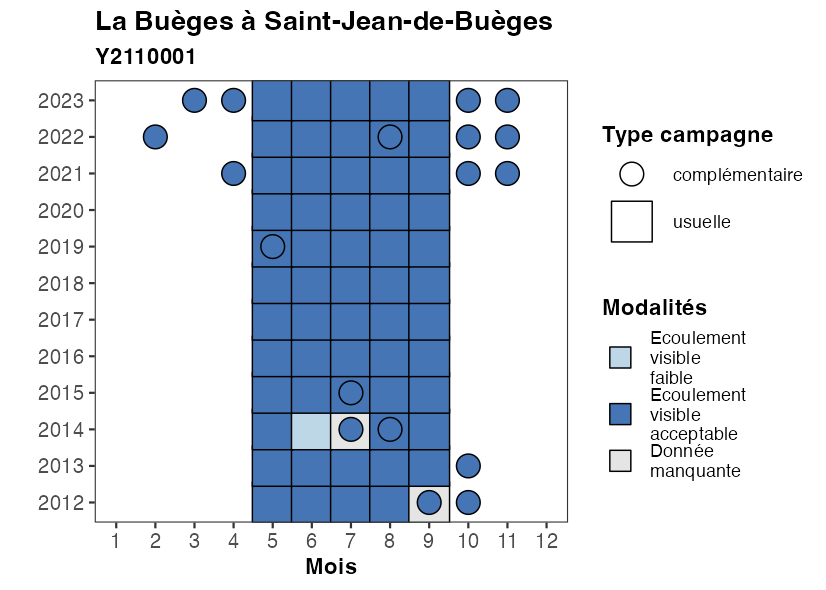 La Buèges à Saint-Jean-de-Buèges
Y2110001
2023
2022
2021
2020
2019
2018
2017
2016
2015
2014
2013
2012
1 2 3 4 5 6 7 8 9 10 11 12
Mois
Type campagne
complémentaire
usuelle
Modalités
Ecoulement
visible
faible
Ecoulement
visible
acceptable
Donnée
manquante